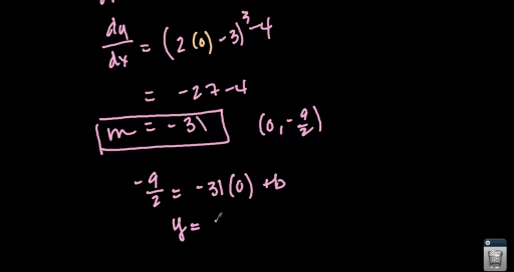 dy/dx = (2(0)-3)³-4
= -27-4
m = -31 (0, -9/2)
-9/2 = -31(0) +b
y =